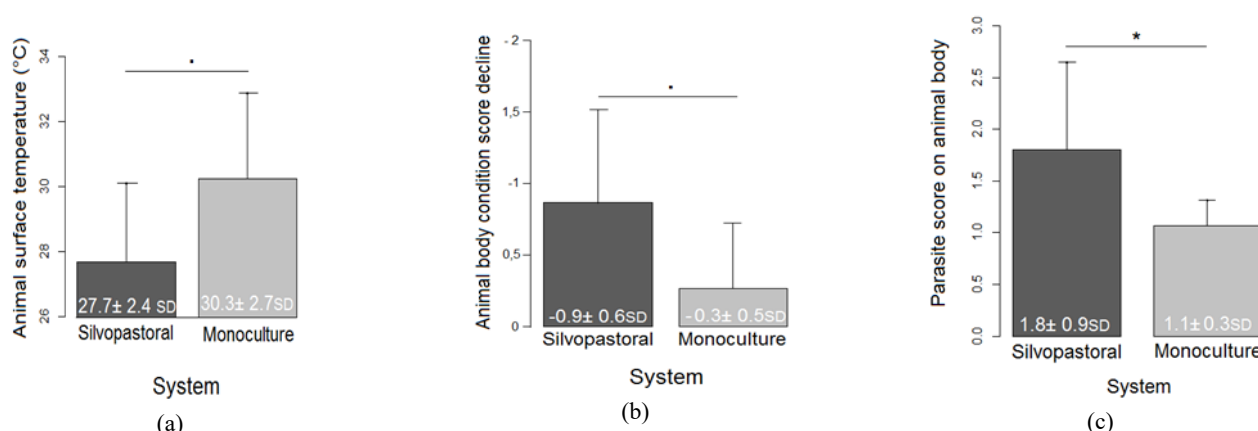 Animal surface temperature (°C)
34
32
30
28
26
.
27.7± 2.4 SD
30.3± 2.7SD
Silvopastoral
Monoculture
System
(a)
Animal body condition score decline
- 2
1,5
-1
0,5
0
.
-0.9± 0.6SD
-0.3± 0.5SD
Silvopastoral
Monoculture
System
(b)
Parasite score on animal body
3.0
2.5
2.0
1.5
1.0
0.5
0.0
*
1.8± 0.9SD
1.1± 0.3SD
Silvopastoral
Monoculture
System
(c)